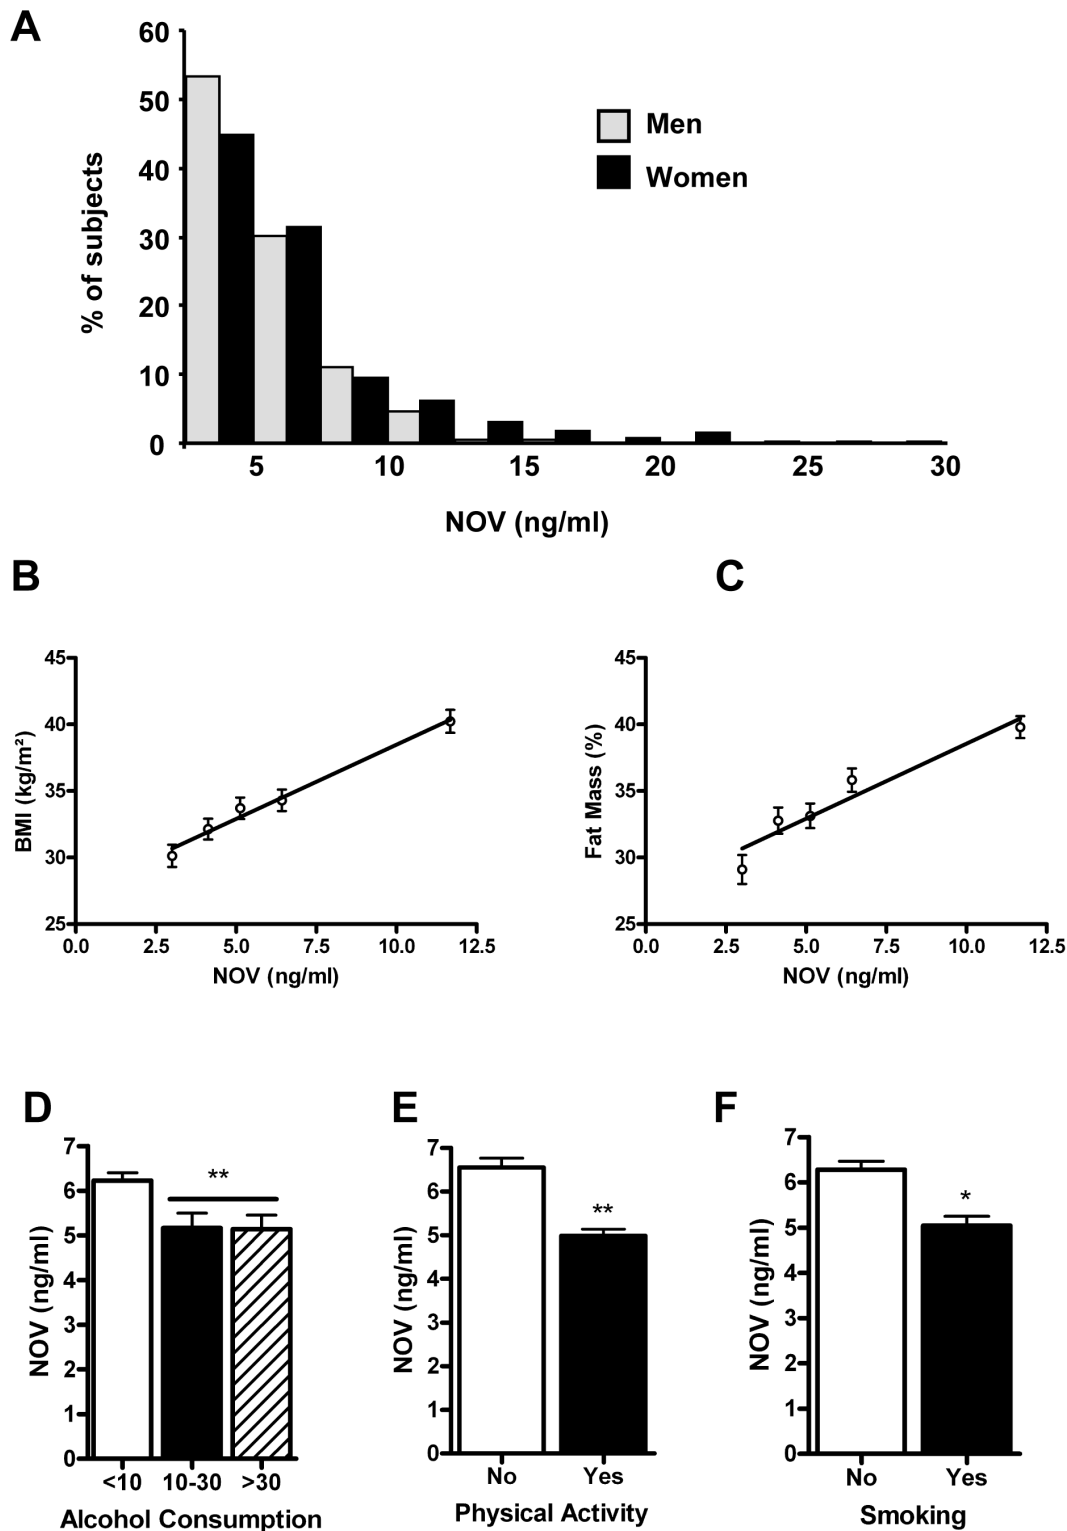 A
60
50
40
30
20
10
0
% of subjects
Men
Women
5 10 15 20 25 30
NOV (ng/ml)
B
45
40
35
30
25
BMI (kg/m²)
0.0 2.5 5.0 7.5 10.0 12.5
NOV (ng/ml)
C
45
40
35
30
25
Fat Mass (%)
0.0 2.5 5.0 7.5 10.0 12.5
NOV (ng/ml)
D
7
6
5
4
3
2
1
0
NOV (ng/ml)
**
<10 10-30 >30
Alcohol Consumption
E
7
6
5
4
3
2
1
0
NOV (ng/ml)
**
No Yes
Physical Activity
F
7
6
5
4
3
2
1
0
NOV (ng/ml)
*
No Yes
Smoking